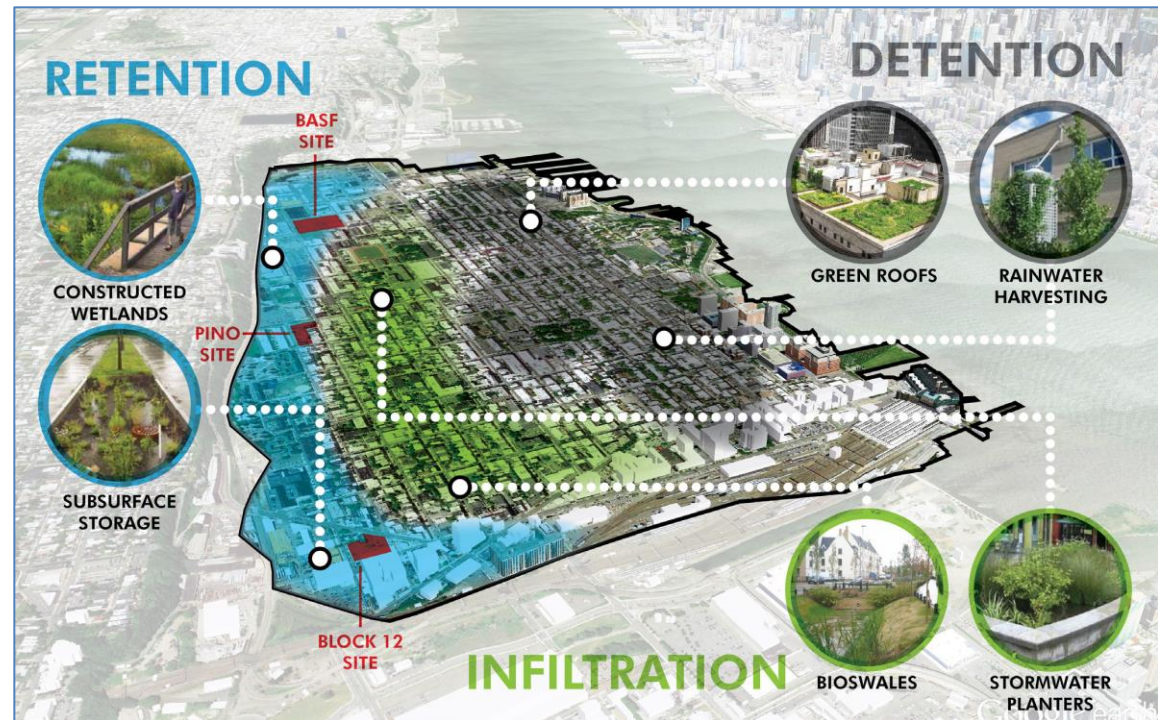 RETENTION
DETENTION
BASF
SITE
CONSTRUCTED
WETLANDS
PINO
SITE
SUBSURFACE
STORAGE
GREEN ROOFS
RAINWATER
HARVESTING
BLOCK 12
SITE
INFILTRATION
BIOSWALES
STORMWATER
PLANTERS